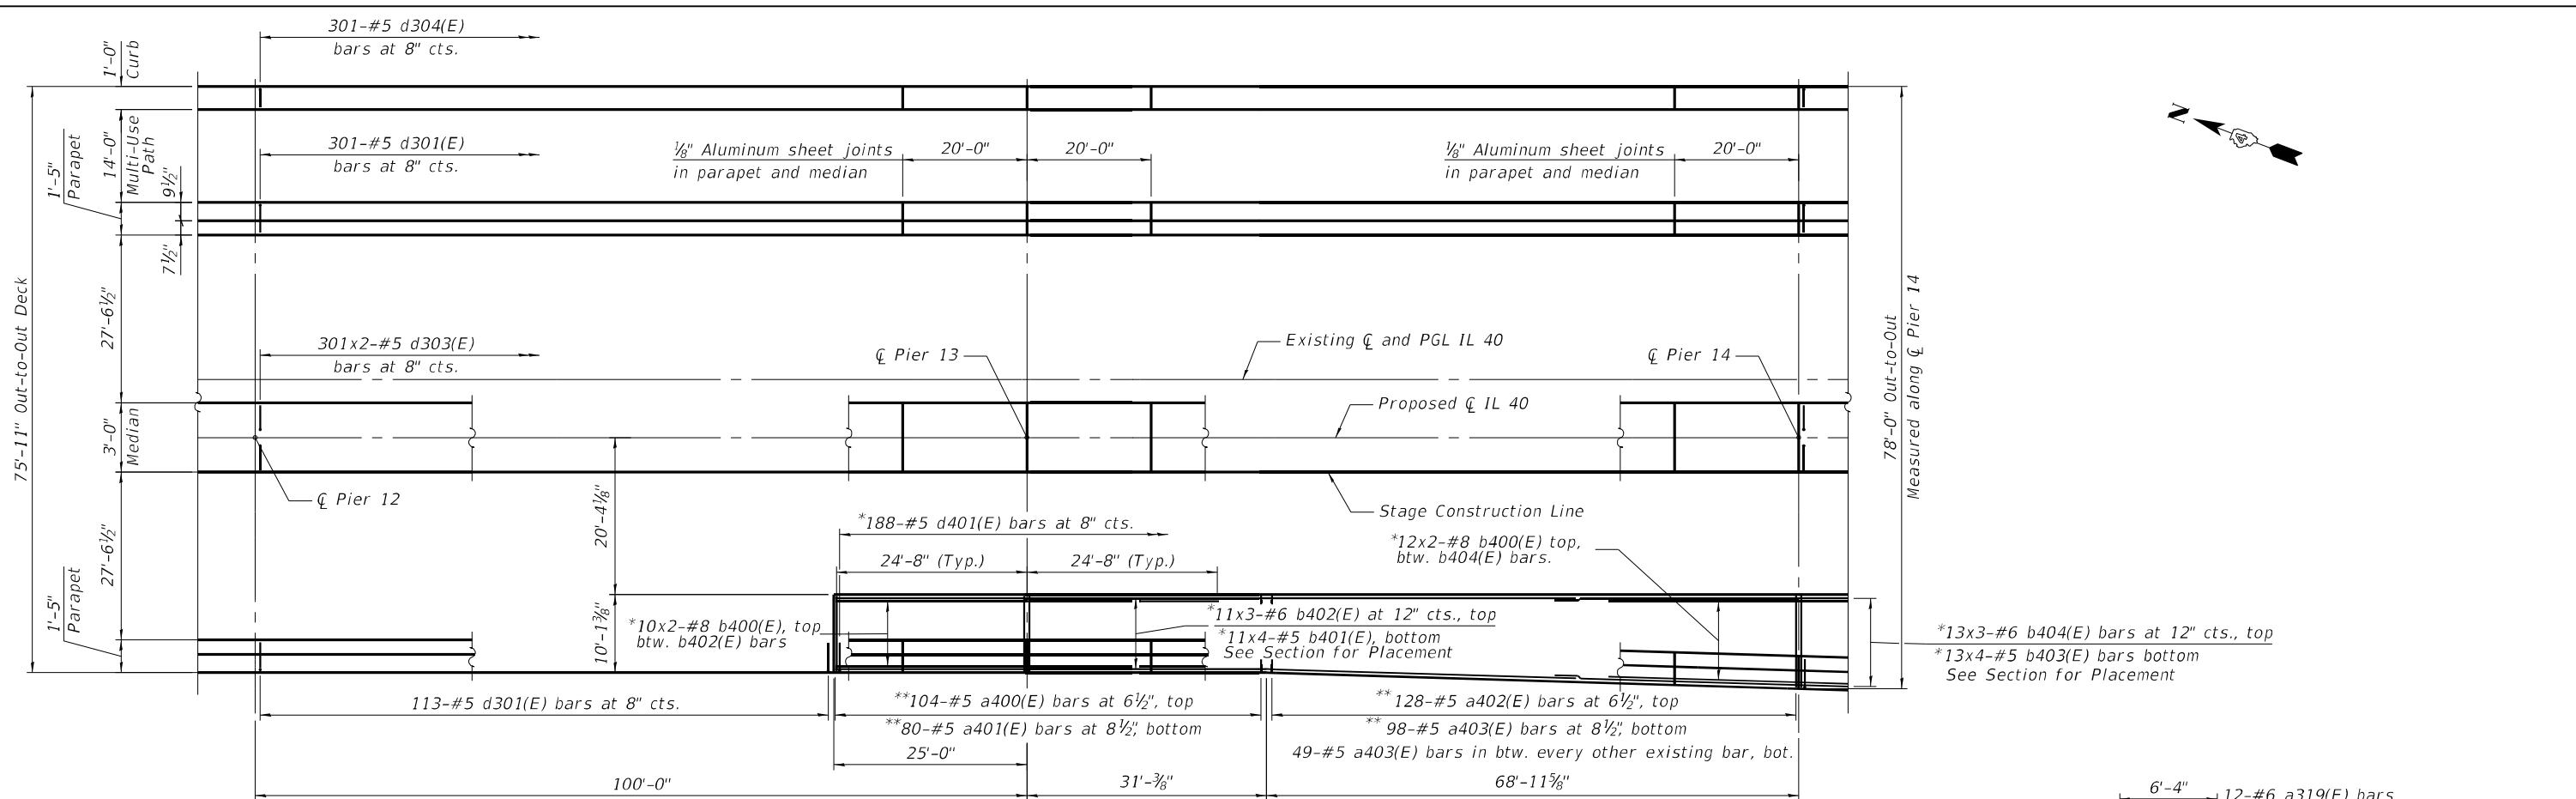 301-#5 d304(E)
bars at 8" cts.
1'-0"
Curb
14'-0"
Multi-Use
Path
1'-5"
Parapet
9½"
7½"
301-#5 d301(E)
bars at 8" cts.
⅛" Aluminum sheet joints
in parapet and median
20'-0"
20'-0"
⅛" Aluminum sheet joints
in parapet and median
20'-0"
N
75'-11" Out-to-Out Deck
27'-6½"
301x2-#5 d303(E)
bars at 8" cts.
℄ Pier 13
Existing ℄ and PGL IL 40
℄ Pier 14
Proposed ℄ IL 40
3'-0"
Median
℄ Pier 12
Stage Construction Line
78'-0" Out-to-Out
Measured along ℄ Pier 14
27'-6½"
1'-5"
Parapet
20'-4⅛"
10'-1⅜"
*188-#5 d401(E) bars at 8" cts.
24'-8" (Typ.)
24'-8" (Typ.)
*12x2-#8 b400(E) top,
btw. b404(E) bars.
*10x2-#8 b400(E), top
btw. b402(E) bars
*11x3-#6 b402(E) at 12" cts., top
*11x4-#5 b401(E), bottom
See Section for Placement
*13x3-#6 b404(E) bars at 12" cts., top
*13x4-#5 b403(E) bars bottom
See Section for Placement
113-#5 d301(E) bars at 8" cts.
**104-#5 a400(E) bars at 6½", top
**80-#5 a401(E) bars at 8½", bottom
**128-#5 a402(E) bars at 6½", top
**98-#5 a403(E) bars at 8½", bottom
49-#5 a403(E) bars in btw. every other existing bar, bot.
25'-0"
100'-0"
31'-⅜"
68'-11⅝"
6'-4"
12-#6 a319(E) bars